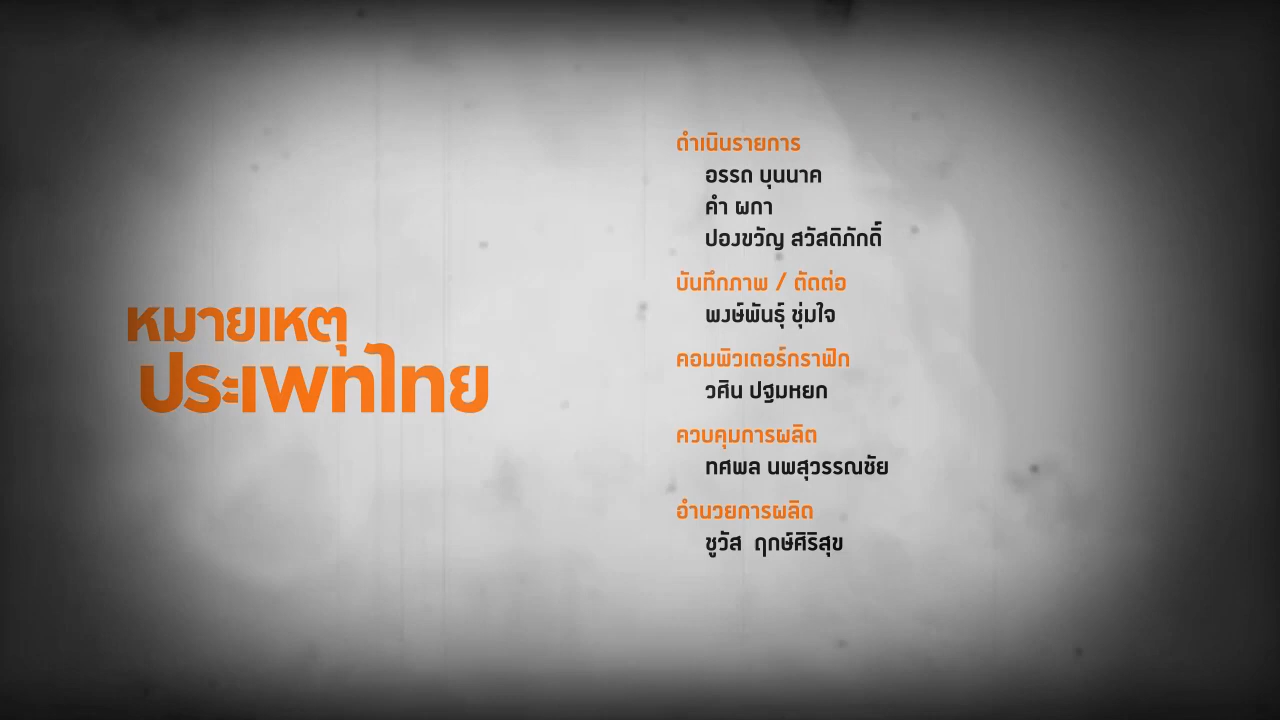 หมายเหตุ
ประเพทไทย
ดำเนินรายการ
อรรถ บุนนาค
คำ ผกา
ปองขวัญ สวัสดิภักดิ์
บันทึกภาพ / ตัดต่อ
พงษ์พันธุ์ ชุ่มใจ
คอมพิวเตอร์กราฟิก
วศิน ปฐมหยก
ควบคุมการผลิต
ทศพล นพสุวรรณชัย
อำนวยการผลิต
ชูวัส ฤกษ์ศิริสุข